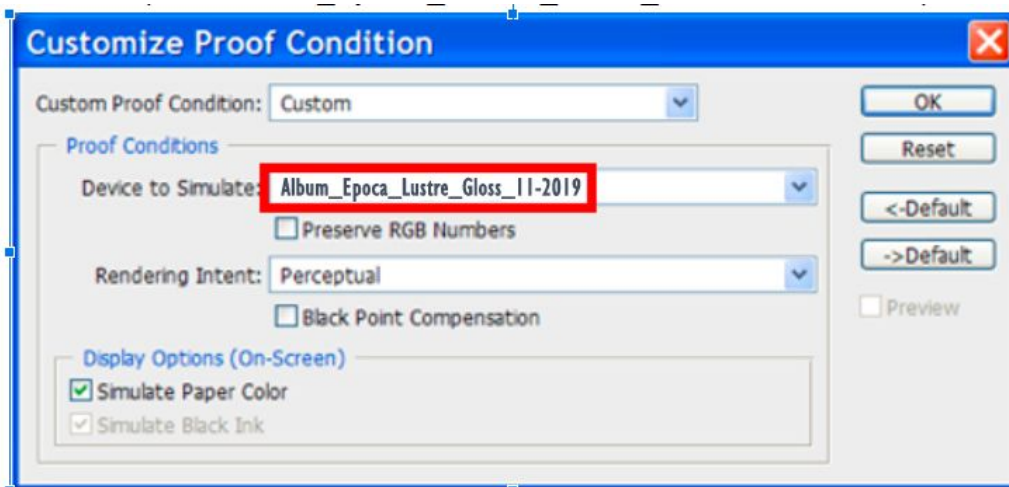 Customize Proof Condition
Custom Proof Condition: Custom
OK
Proof Conditions
Reset
Device to Simulate: Album_Epoca_Lustre_Gloss_11-2019
<-Default
Preserve RGB Numbers
->Default
Rendering Intent: Perceptual
Preview
Black Point Compensation
Display Options (On-Screen)
Simulate Paper Color
Simulate Black Ink